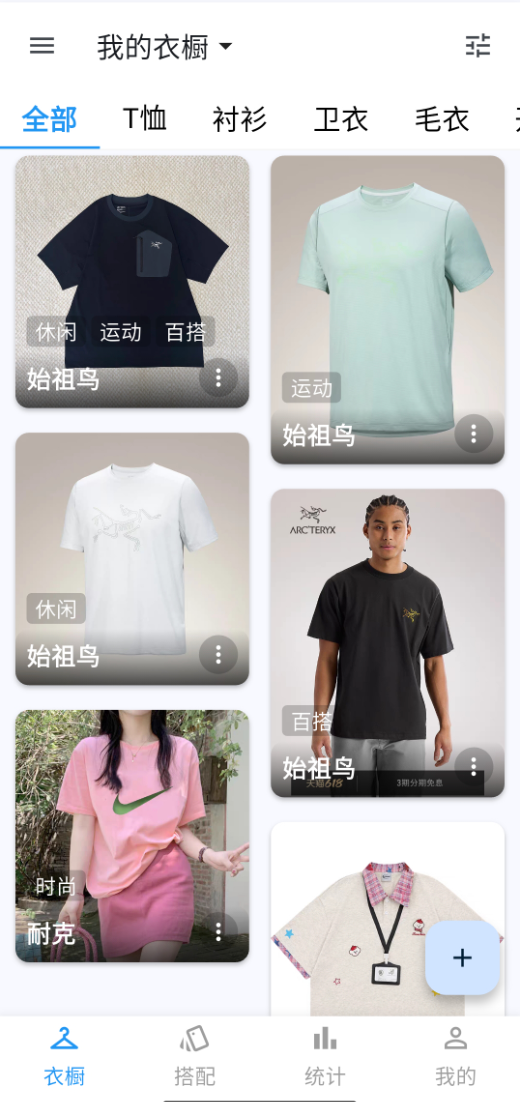 我的衣橱
全部 T恤 衬衫 卫衣 毛衣
休闲 运动 百搭
始祖鸟
运动
始祖鸟
休闲
始祖鸟
ARC'TERYX
百搭
始祖鸟
天猫618 3期分期免息
时尚
耐克
衣橱 搭配 统计 我的